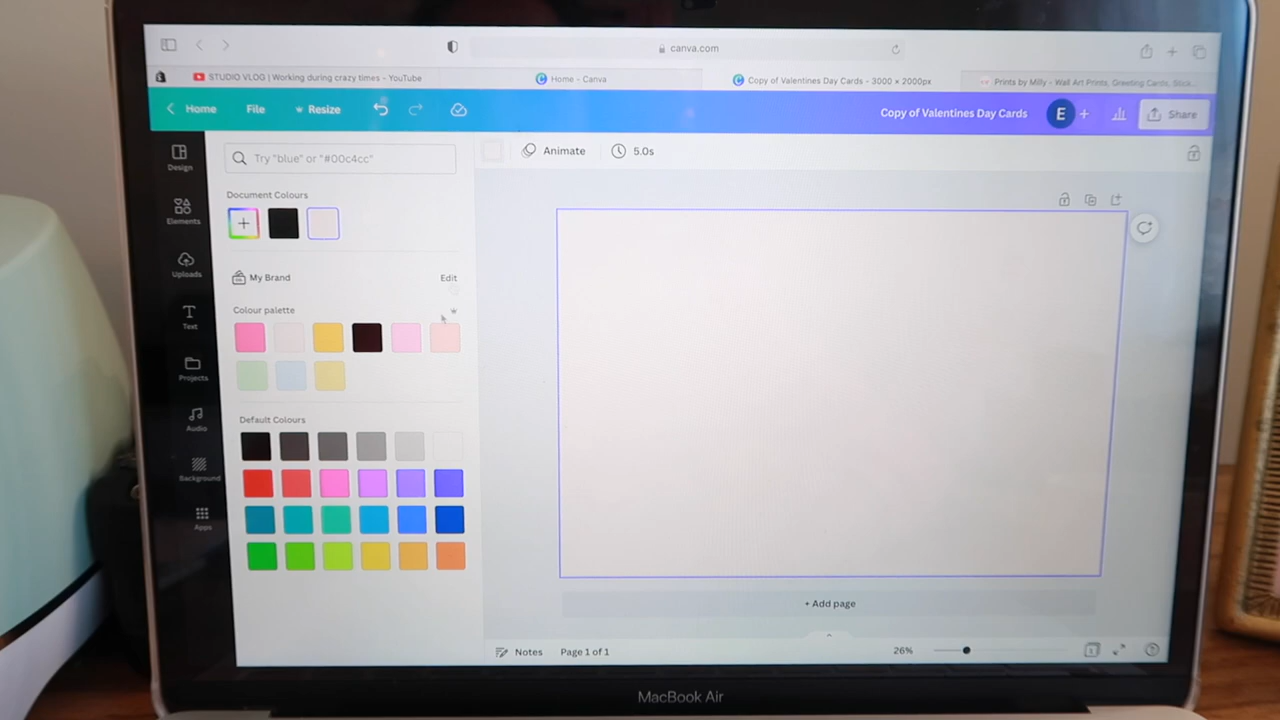 canva.com
STUDIO VLOG | Working during crazy times - YouTube
Home - Canva
Copy of Valentines Day Cards - 3000 × 2000px
Prints by Milly - Wall Art Prints, Greeting Cards, Stick...
Home
File
Resize
Copy of Valentines Day Cards
E
Share
Design
Elements
Uploads
Text
Projects
Audio
Background
Apps
Try "blue" or "#00c4cc"
Animate
5.0s
Document Colours
My Brand
Edit
Colour palette
Default Colours
+ Add page
Notes
Page 1 of 1
26%
1
MacBook Air